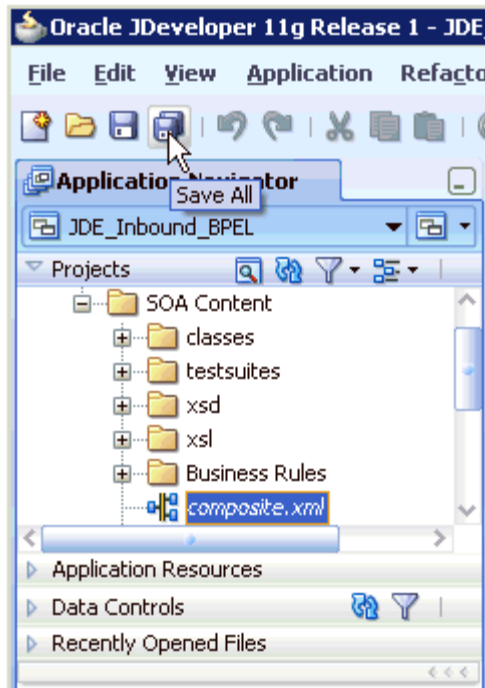 Oracle JDeveloper 11g Release 1 - JDE
File Edit View Application Refacto
Application Navigator
Save All
JDE_Inbound_BPEL
Projects
SOA Content
classes
testsuites
xsd
xsl
Business Rules
composite.xml
Application Resources
Data Controls
Recently Opened Files